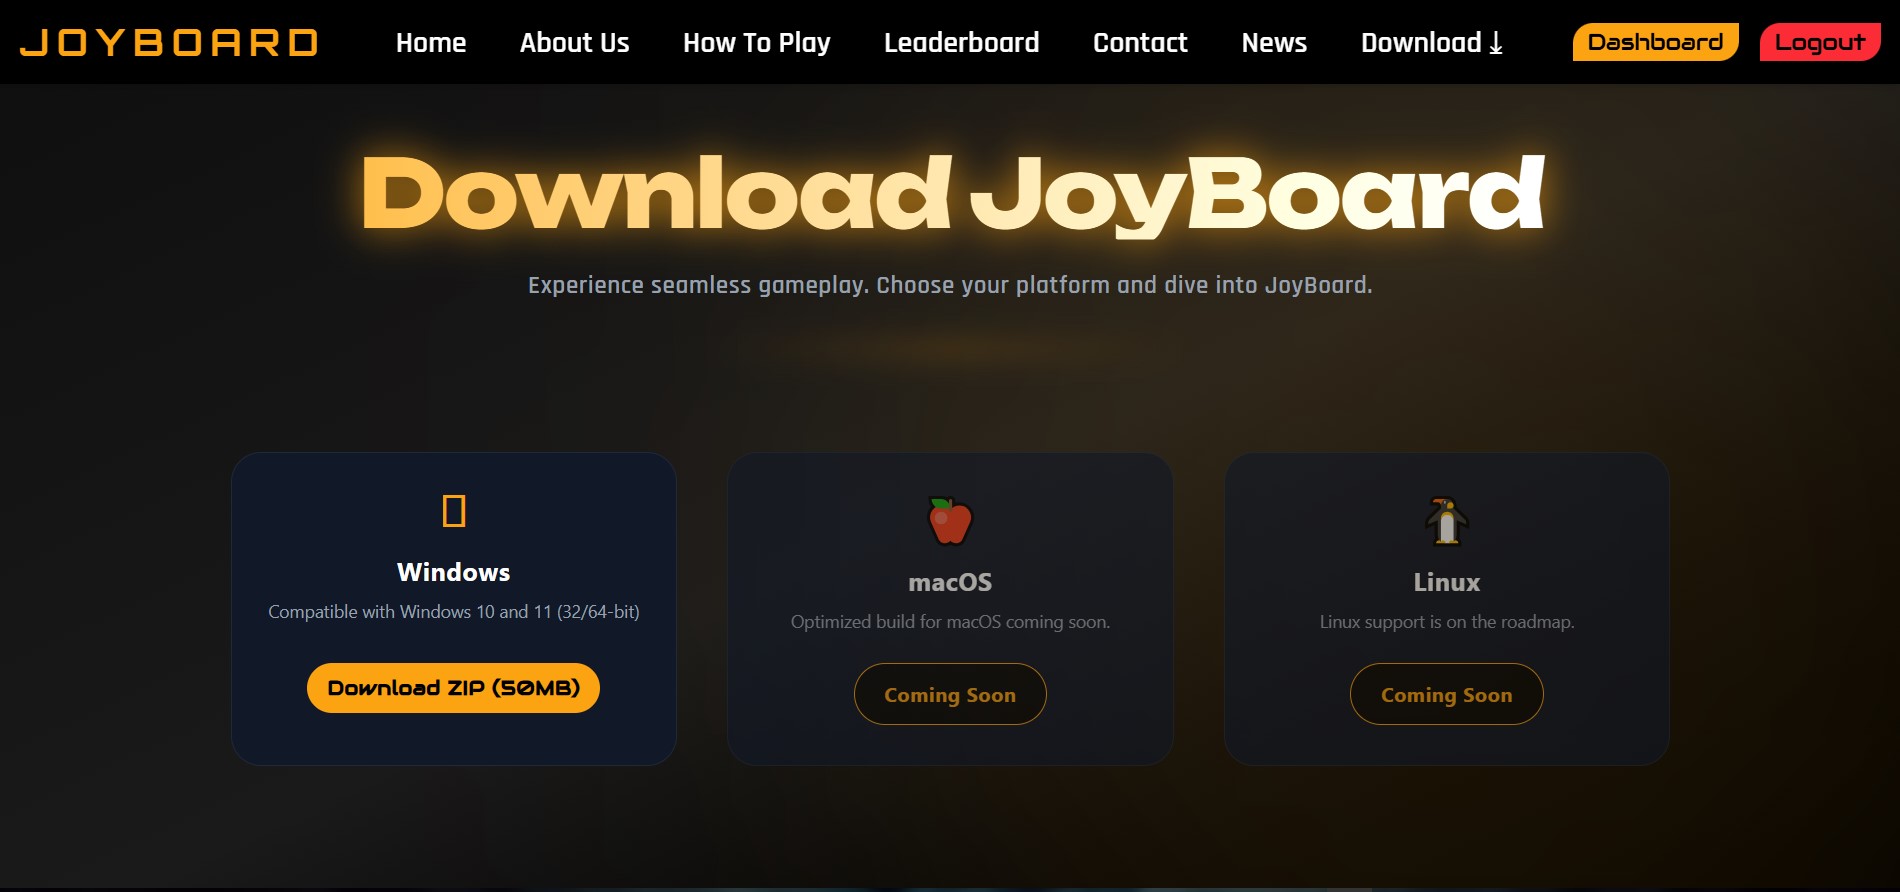 JOYBOARD
Home About Us How To Play Leaderboard Contact News Download ↓ Dashboard Logout
Download JoyBoard
Experience seamless gameplay. Choose your platform and dive into JoyBoard.
Windows
Compatible with Windows 10 and 11 (32/64-bit)
Download ZIP (50MB)
macOS
Optimized build for macOS coming soon.
Coming Soon
Linux
Linux support is on the roadmap.
Coming Soon